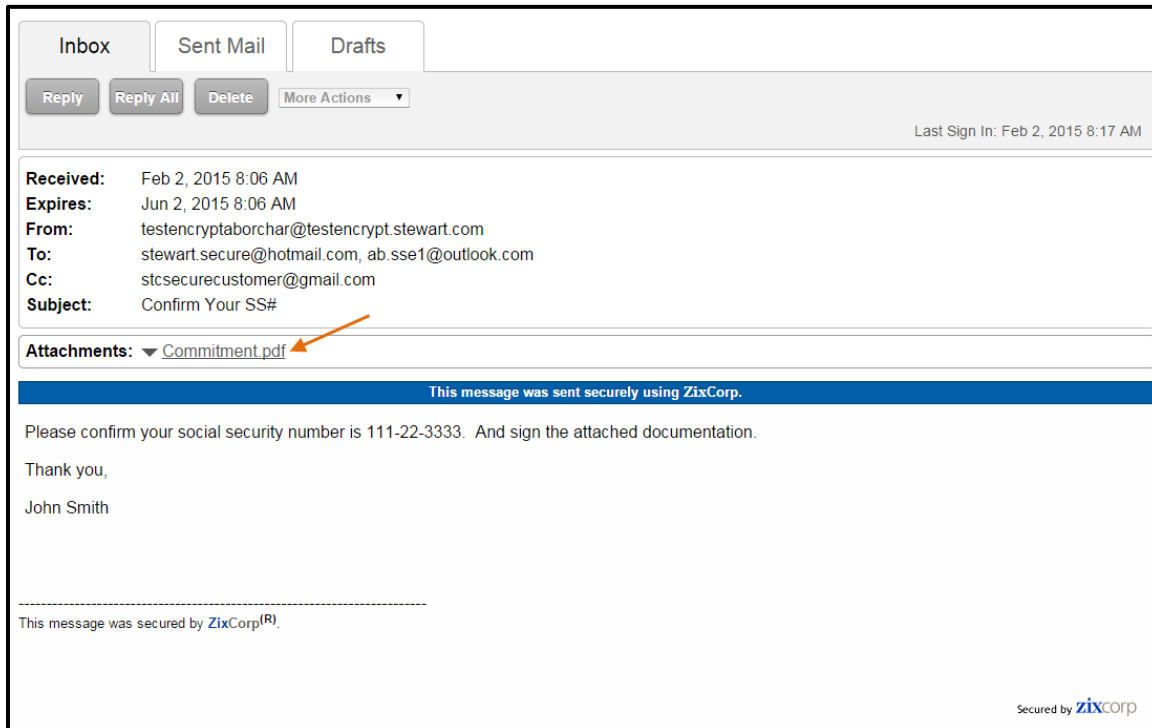 Inbox Sent Mail Drafts
Reply Reply All Delete More Actions
Last Sign In: Feb 2, 2015 8:17 AM
Received: Feb 2, 2015 8:06 AM
Expires: Jun 2, 2015 8:06 AM
From: testencryptaborchar@testencrypt.stewart.com
To: stewart.secure@hotmail.com, ab.sse1@outlook.com
Cc: stcsecurecustomer@gmail.com
Subject: Confirm Your SS#
Attachments: Commitment.pdf
This message was sent securely using ZixCorp.
Please confirm your social security number is 111-22-3333. And sign the attached documentation.
Thank you,
John Smith
------------------------------------------------------------------------
This message was secured by ZixCorp(R).
Secured by zixcorp